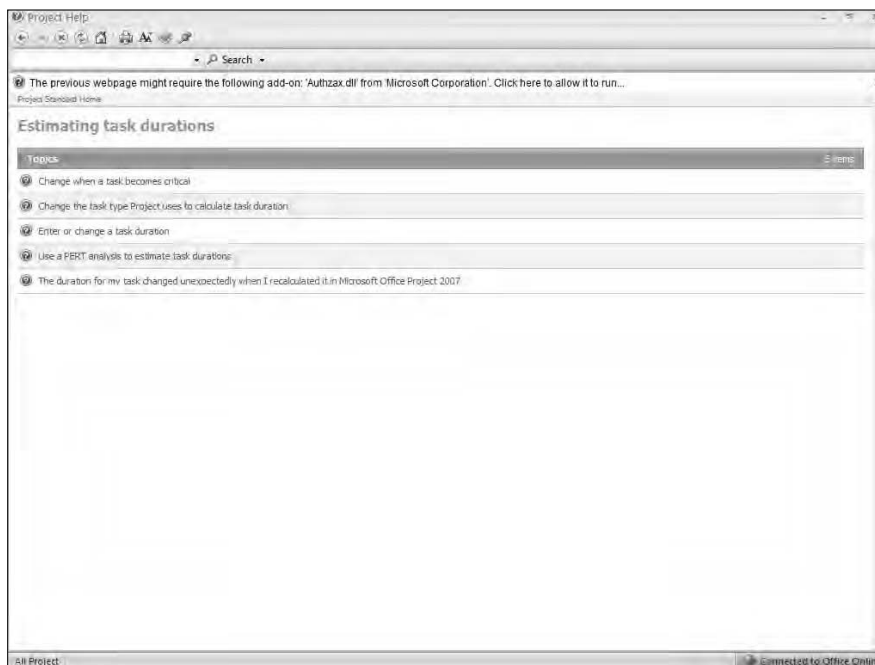 Project Help
Search
The previous webpage might require the following add-on: 'Authzax.dll' from 'Microsoft Corporation'. Click here to allow it to run...
Project Standard Home
Estimating task durations
Topics 5 items
Change when a task becomes critical
Change the task type Project uses to calculate task duration
Enter or change a task duration
Use a PERT analysis to estimate task durations
The duration for my task changed unexpectedly when I recalculated it in Microsoft Office Project 2007
All Project Connected to Office Online